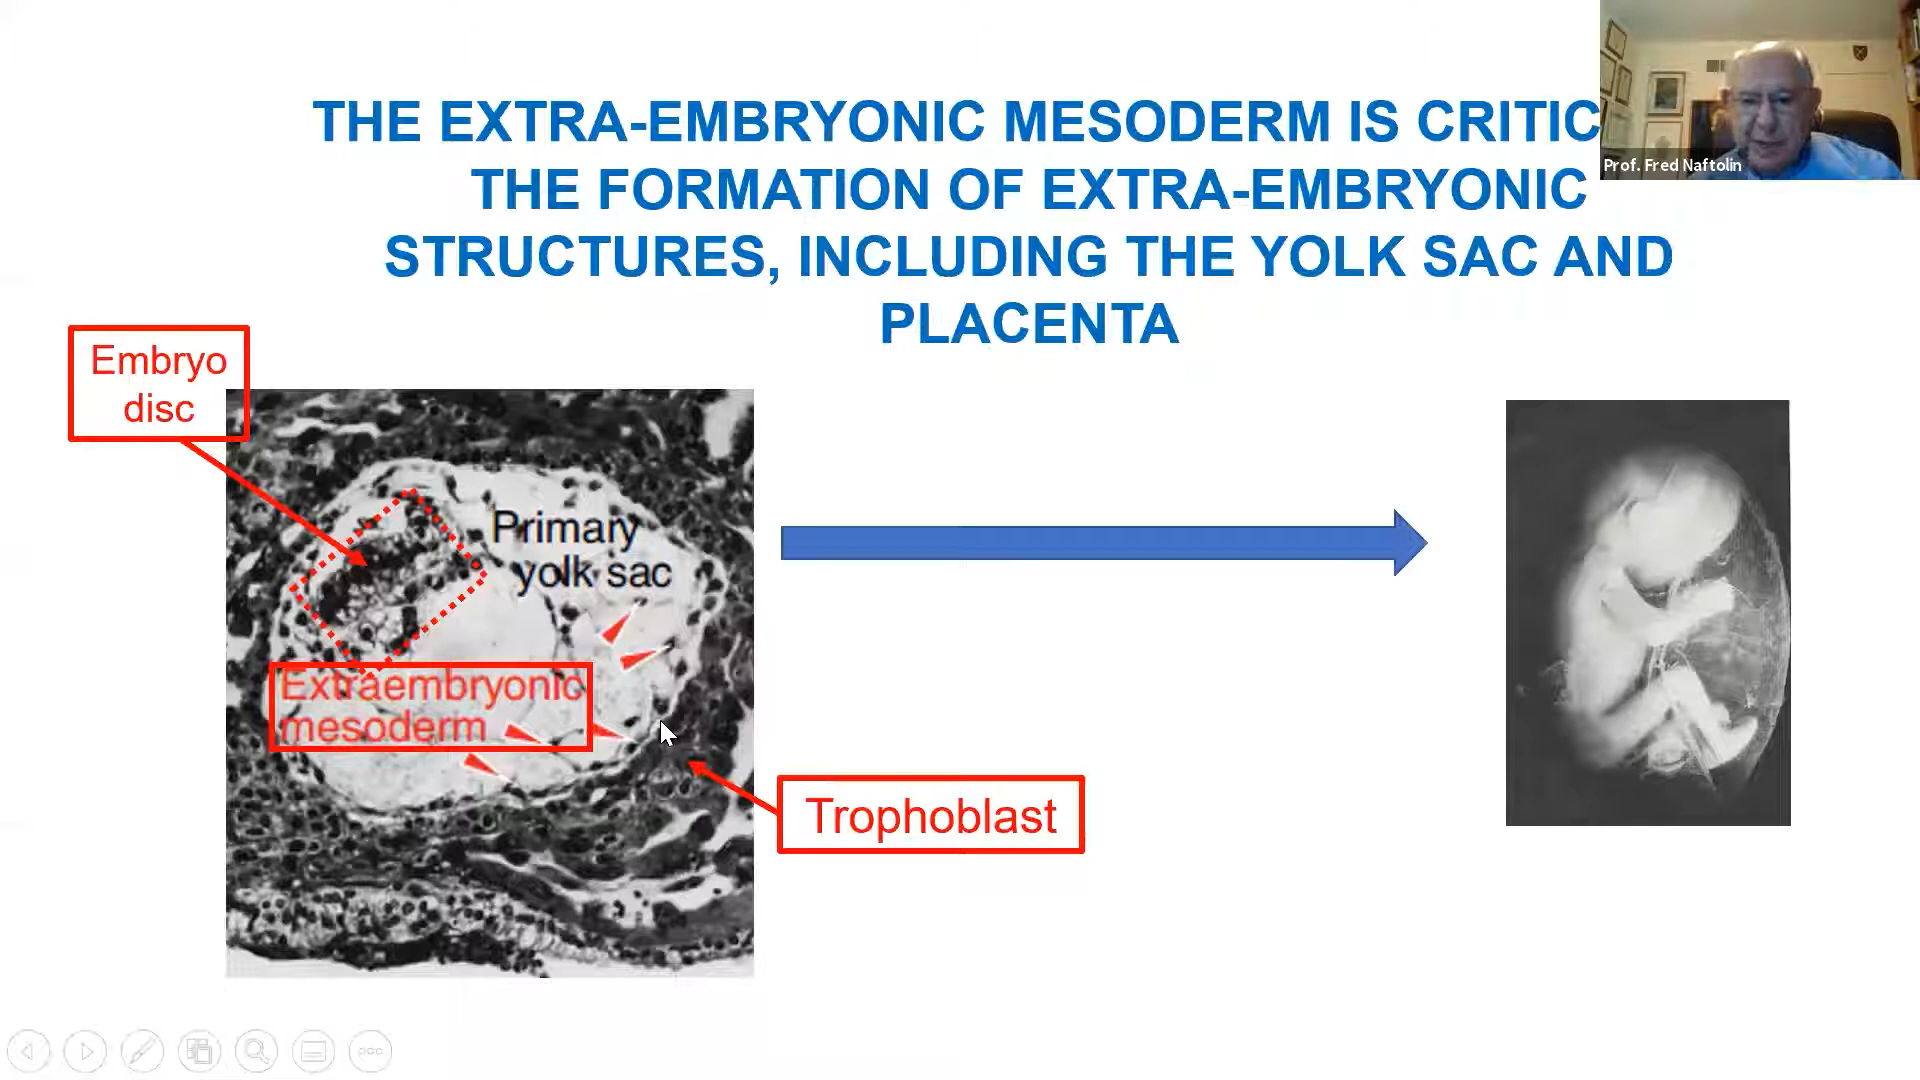 THE EXTRA-EMBRYONIC MESODERM IS CRITIC
THE FORMATION OF EXTRA-EMBRYONIC
STRUCTURES, INCLUDING THE YOLK SAC AND
PLACENTA
Prof. Fred Naftolin
Embryo
disc
Primary
yolk sac
Extraembryonic
mesoderm
Trophoblast